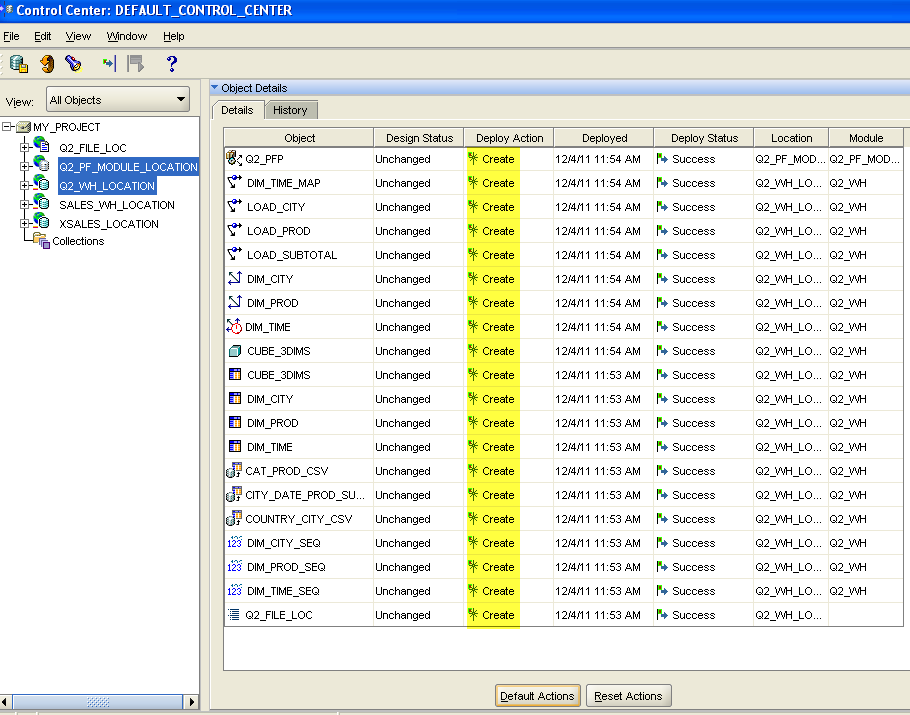 Control Center: DEFAULT_CONTROL_CENTER
File Edit View Window Help
?
View: All Objects
MY_PROJECT
Q2_FILE_LOC
Q2_PF_MODULE_LOCATION
Q2_WH_LOCATION
SALES_WH_LOCATION
XSALES_LOCATION
Collections
Object Details
Details History
Object Design Status Deploy Action Deployed Deploy Status Location Module
Q2_PFP Unchanged Create 12/4/11 11:54 AM Success Q2_PF_MOD... Q2_PF_MOD...
DIM_TIME_MAP Unchanged Create 12/4/11 11:54 AM Success Q2_WH_LO... Q2_WH
LOAD_CITY Unchanged Create 12/4/11 11:54 AM Success Q2_WH_LO... Q2_WH
LOAD_PROD Unchanged Create 12/4/11 11:54 AM Success Q2_WH_LO... Q2_WH
LOAD_SUBTOTAL Unchanged Create 12/4/11 11:54 AM Success Q2_WH_LO... Q2_WH
DIM_CITY Unchanged Create 12/4/11 11:54 AM Success Q2_WH_LO... Q2_WH
DIM_PROD Unchanged Create 12/4/11 11:54 AM Success Q2_WH_LO... Q2_WH
DIM_TIME Unchanged Create 12/4/11 11:54 AM Success Q2_WH_LO... Q2_WH
CUBE_3DIMS Unchanged Create 12/4/11 11:54 AM Success Q2_WH_LO... Q2_WH
CUBE_3DIMS Unchanged Create 12/4/11 11:53 AM Success Q2_WH_LO... Q2_WH
DIM_CITY Unchanged Create 12/4/11 11:53 AM Success Q2_WH_LO... Q2_WH
DIM_PROD Unchanged Create 12/4/11 11:53 AM Success Q2_WH_LO... Q2_WH
DIM_TIME Unchanged Create 12/4/11 11:53 AM Success Q2_WH_LO... Q2_WH
CAT_PROD_CSV Unchanged Create 12/4/11 11:53 AM Success Q2_WH_LO... Q2_WH
CITY_DATE_PROD_SU... Unchanged Create 12/4/11 11:53 AM Success Q2_WH_LO... Q2_WH
COUNTRY_CITY_CSV Unchanged Create 12/4/11 11:53 AM Success Q2_WH_LO... Q2_WH
123 DIM_CITY_SEQ Unchanged Create 12/4/11 11:53 AM Success Q2_WH_LO... Q2_WH
123 DIM_PROD_SEQ Unchanged Create 12/4/11 11:53 AM Success Q2_WH_LO... Q2_WH
123 DIM_TIME_SEQ Unchanged Create 12/4/11 11:53 AM Success Q2_WH_LO... Q2_WH
Q2_FILE_LOC Unchanged Create 12/4/11 11:53 AM Success Q2_WH_LO...
Default Actions Reset Actions